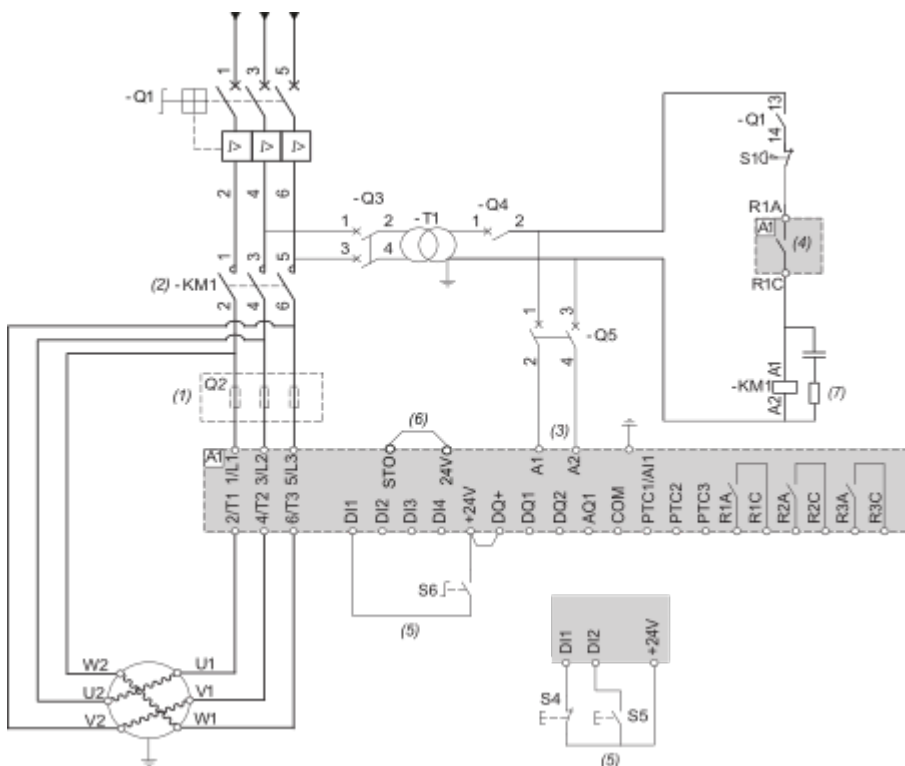 1 3 5
-Q1
2 4 6
-Q3
1 2
3 4
-T1
-Q4
1 2
13
-Q1
14
S1
R1A
A1 (4)
R1C
1 3 5
(2) -KM1
2 4 6
1 3
-Q5
2 4
A1
-KM1
A2
(7)
(1)
Q2
(6)
(3)
A1
1/L1 3/L2 5/L3 STO 24V A1 A2
2/T1 4/T2 6/T3 DI1 DI2 DI3 DI4 +24V DQ+ DQ1 DQ2 AQ1 COM PTC1/AI1 PTC2 PTC3 R1A R1C R2A R2C R3A R3C
S6
(5)
DI1 DI2 +24V
S4 S5
(5)
W2 U1
U2 V1
V2 W1